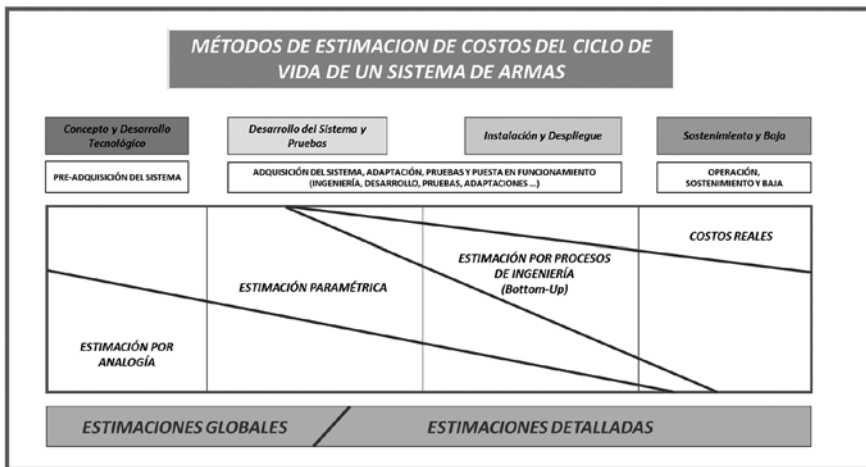 MÉTODOS DE ESTIMACION DE COSTOS DEL CICLO DE
VIDA DE UN SISTEMA DE ARMAS
Concepto y Desarrollo
Tecnológico
Desarrollo del Sistema y
Pruebas
Instalación y Despliegue
Sostenimiento y Baja
PRE-ADQUISICIÓN DEL SISTEMA
ADQUISICIÓN DEL SISTEMA, ADAPTACIÓN, PRUEBAS Y PUESTA EN FUNCIONAMIENTO
(INGENIERÍA, DESARROLLO, PRUEBAS, ADAPTACIONES ...)
OPERACIÓN,
SOSTENIMIENTO Y BAJA
COSTOS REALES
ESTIMACIÓN POR PROCESOS
DE INGENIERÍA
(Bottom-Up)
ESTIMACIÓN PARAMÉTRICA
ESTIMACIÓN POR
ANALOGÍA
ESTIMACIONES GLOBALES
ESTIMACIONES DETALLADAS